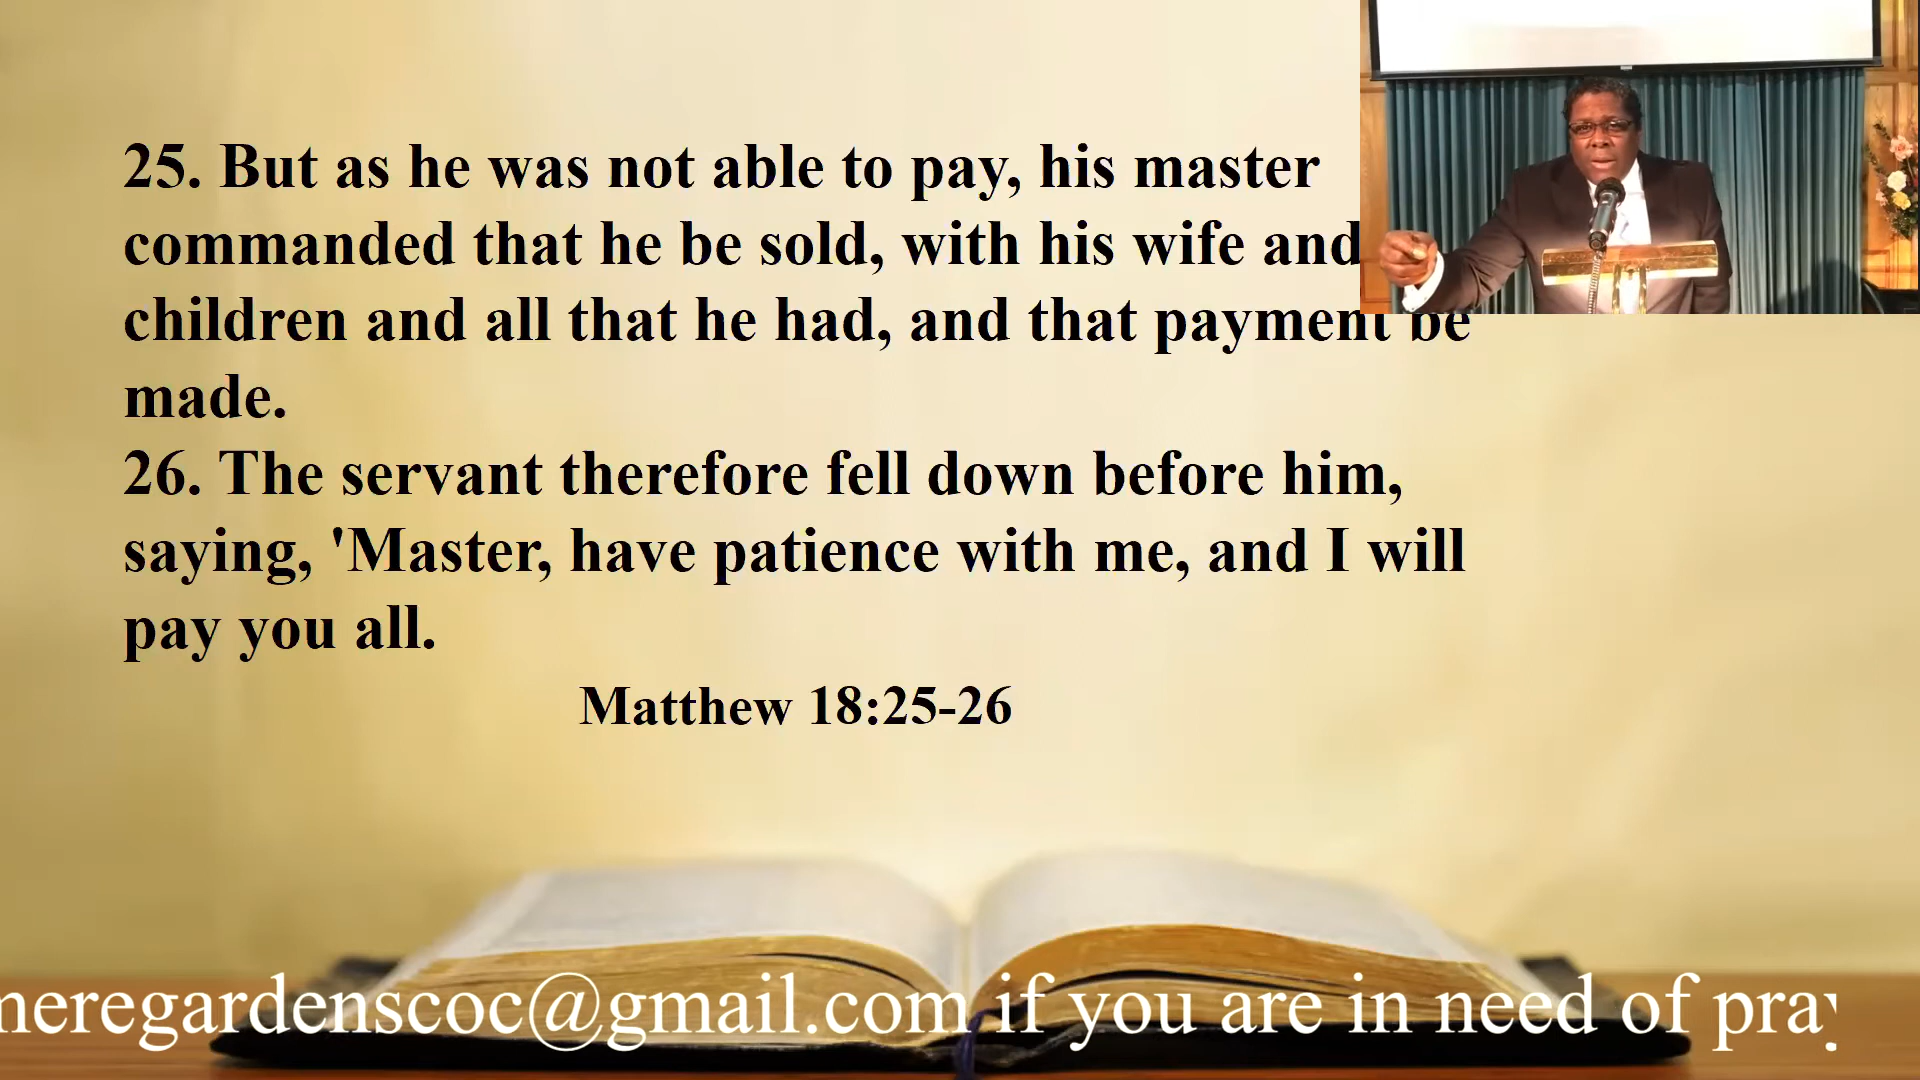 25. But as he was not able to pay, his master
commanded that he be sold, with his wife and
children and all that he had, and that payment be
made.
26. The servant therefore fell down before him,
saying, 'Master, have patience with me, and I will
pay you all.
Matthew 18:25-26
meregardenscoc@gmail.com if you are in need of pray